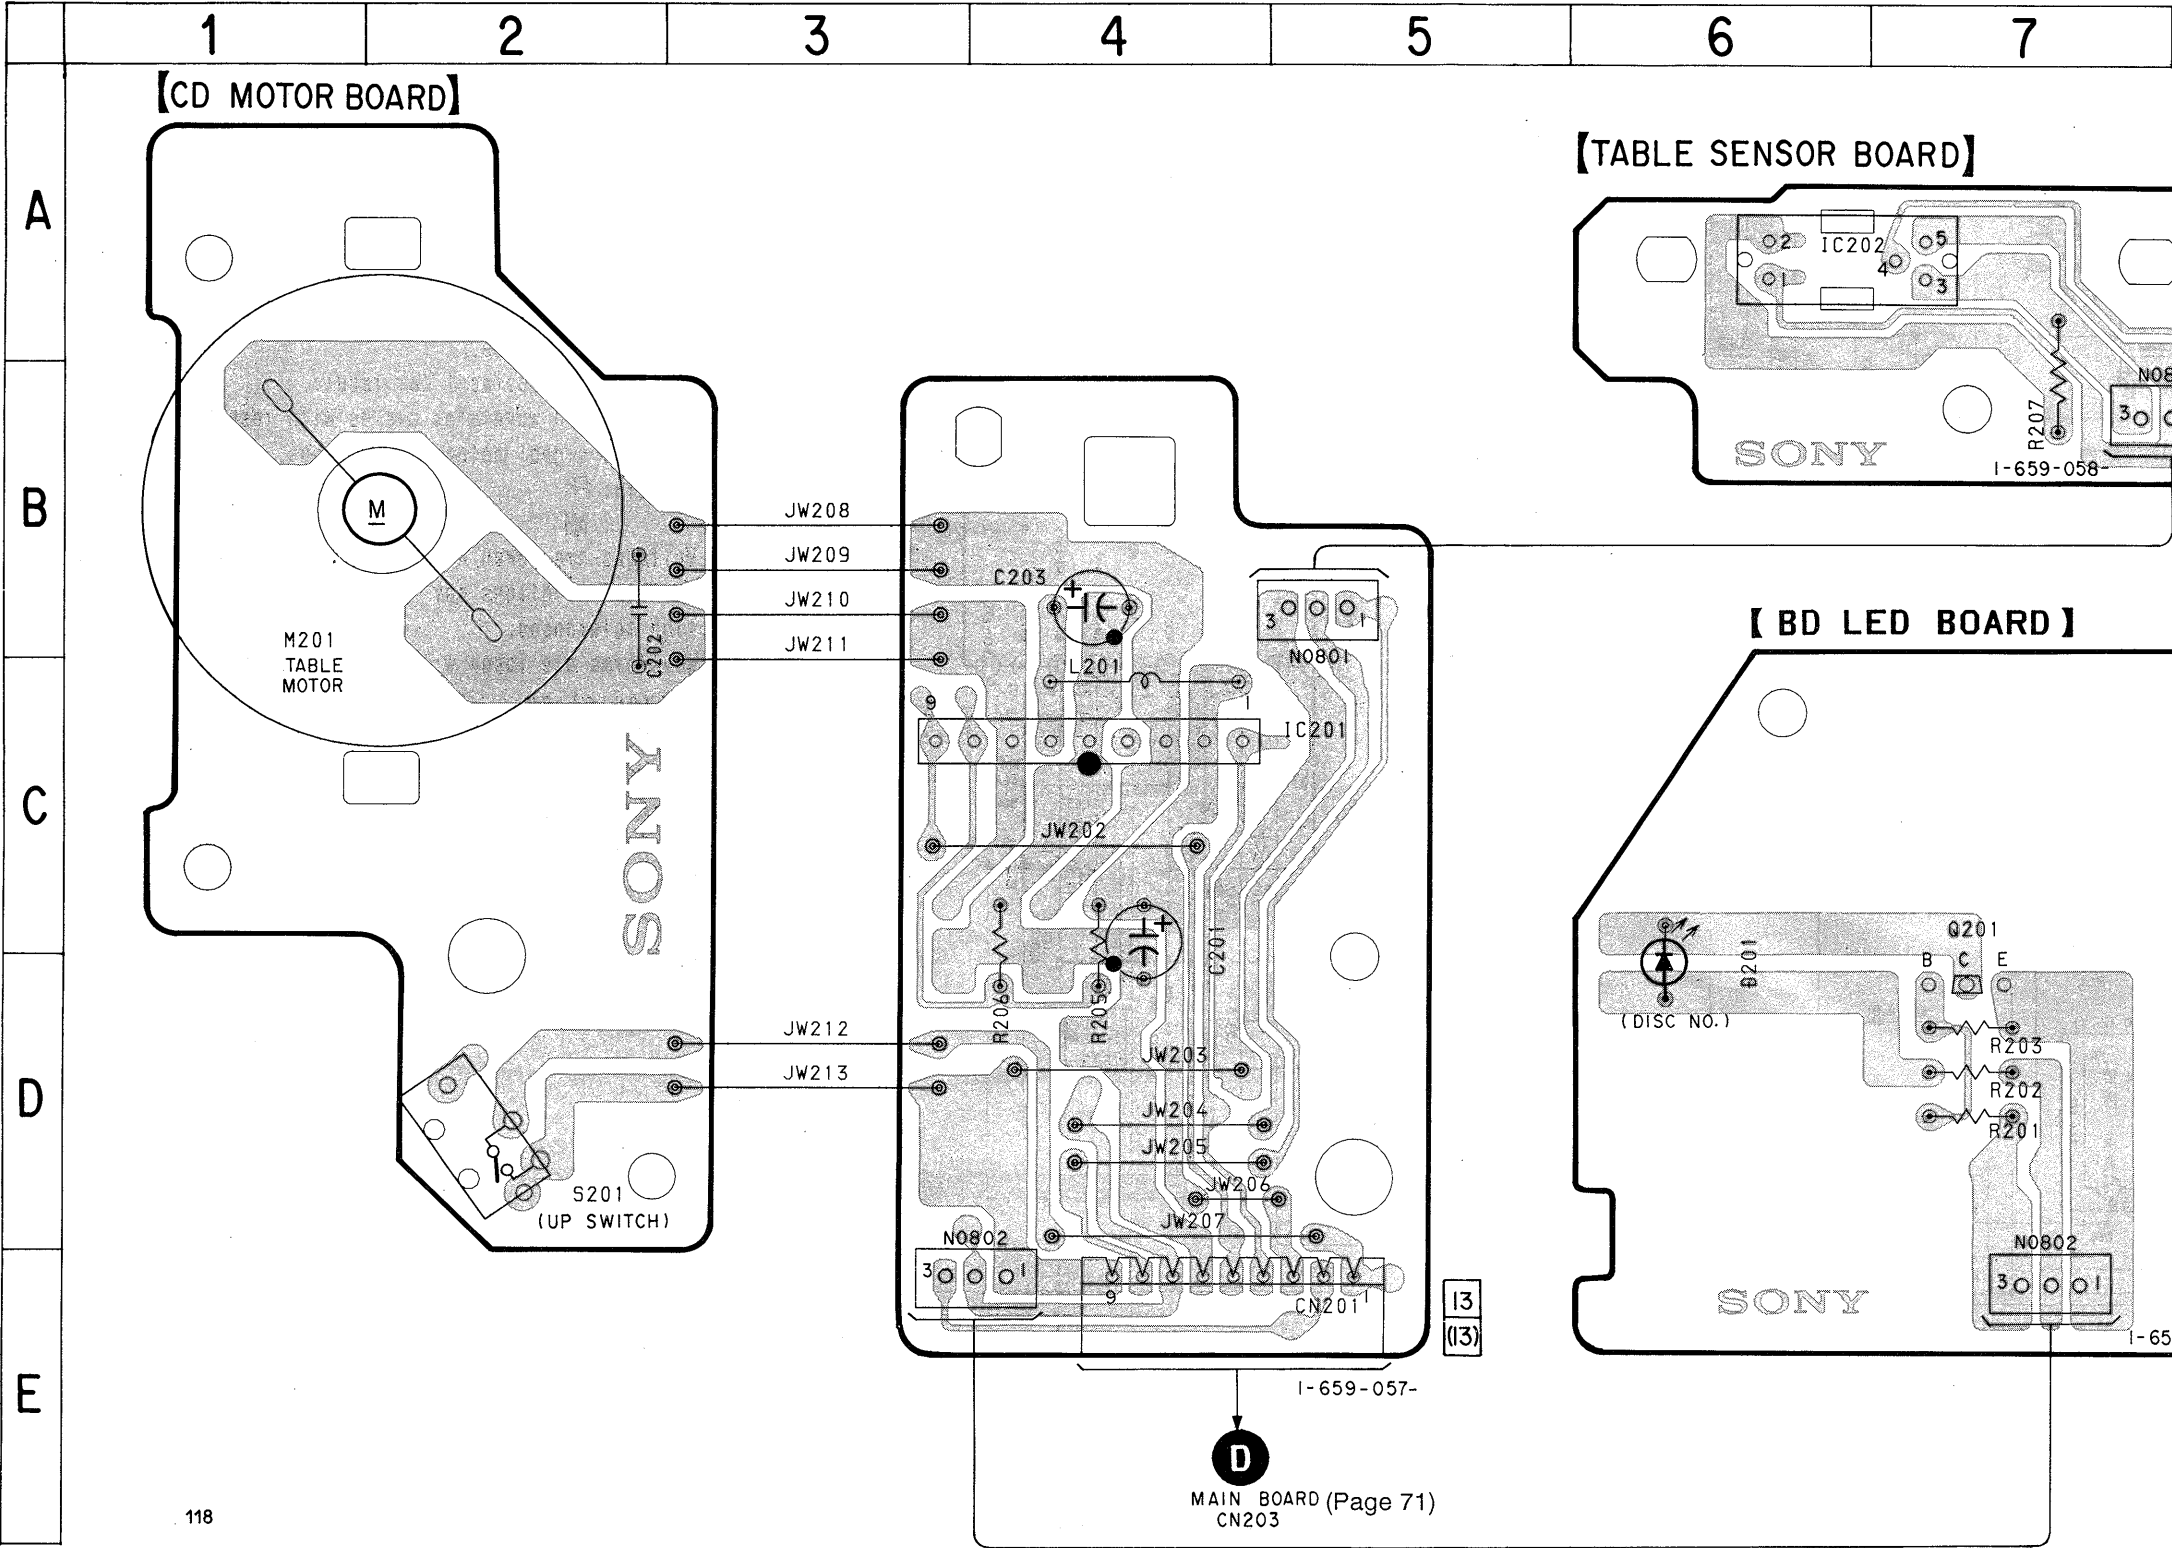 1 2 3 4 5 6 7
A
B
C
D
E
【CD MOTOR BOARD】
M
M201
TABLE
MOTOR
C202
SONY
S201
(UP SWITCH)
JW208
JW209
JW210
JW211
JW212
JW213
C203
L201
3 1
NO801
9 1
IC201
JW202
C201
R206
R205
JW203
JW204
JW205
JW206
JW207
NO802
3 1
9
CN201 1
13
(13)
1-659-057-
D
MAIN BOARD (Page 71)
CN203
【TABLE SENSOR BOARD】
2 IC202 5
1 4 3
R207
NO8
3
SONY
1-659-058-
【BD LED BOARD】
D201
(DISC NO.)
Q201
B C E
R203
R202
R201
NO802
3 1
SONY
1-65
118